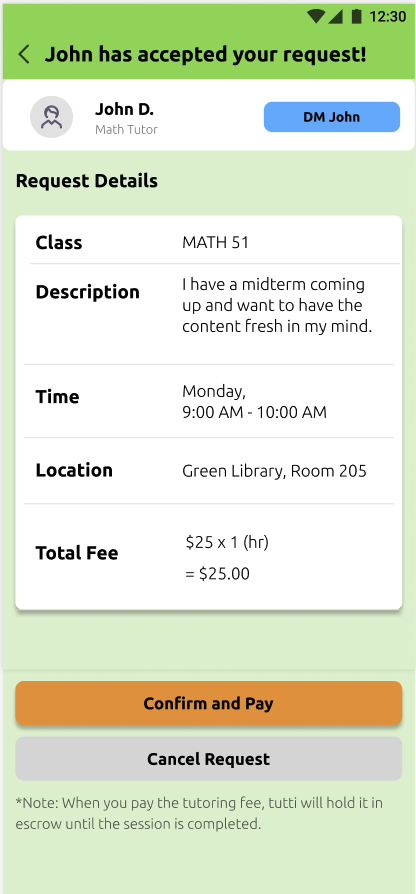 12:30
John has accepted your request!
John D.
Math Tutor
DM John
Request Details
Class
MATH 51
Description
I have a midterm coming
up and want to have the
content fresh in my mind.
Time
Monday,
9:00 AM - 10:00 AM
Location
Green Library, Room 205
Total Fee
$25 x 1 (hr)
= $25.00
Confirm and Pay
Cancel Request
*Note: When you pay the tutoring fee, tutti will hold it in
escrow until the session is completed.